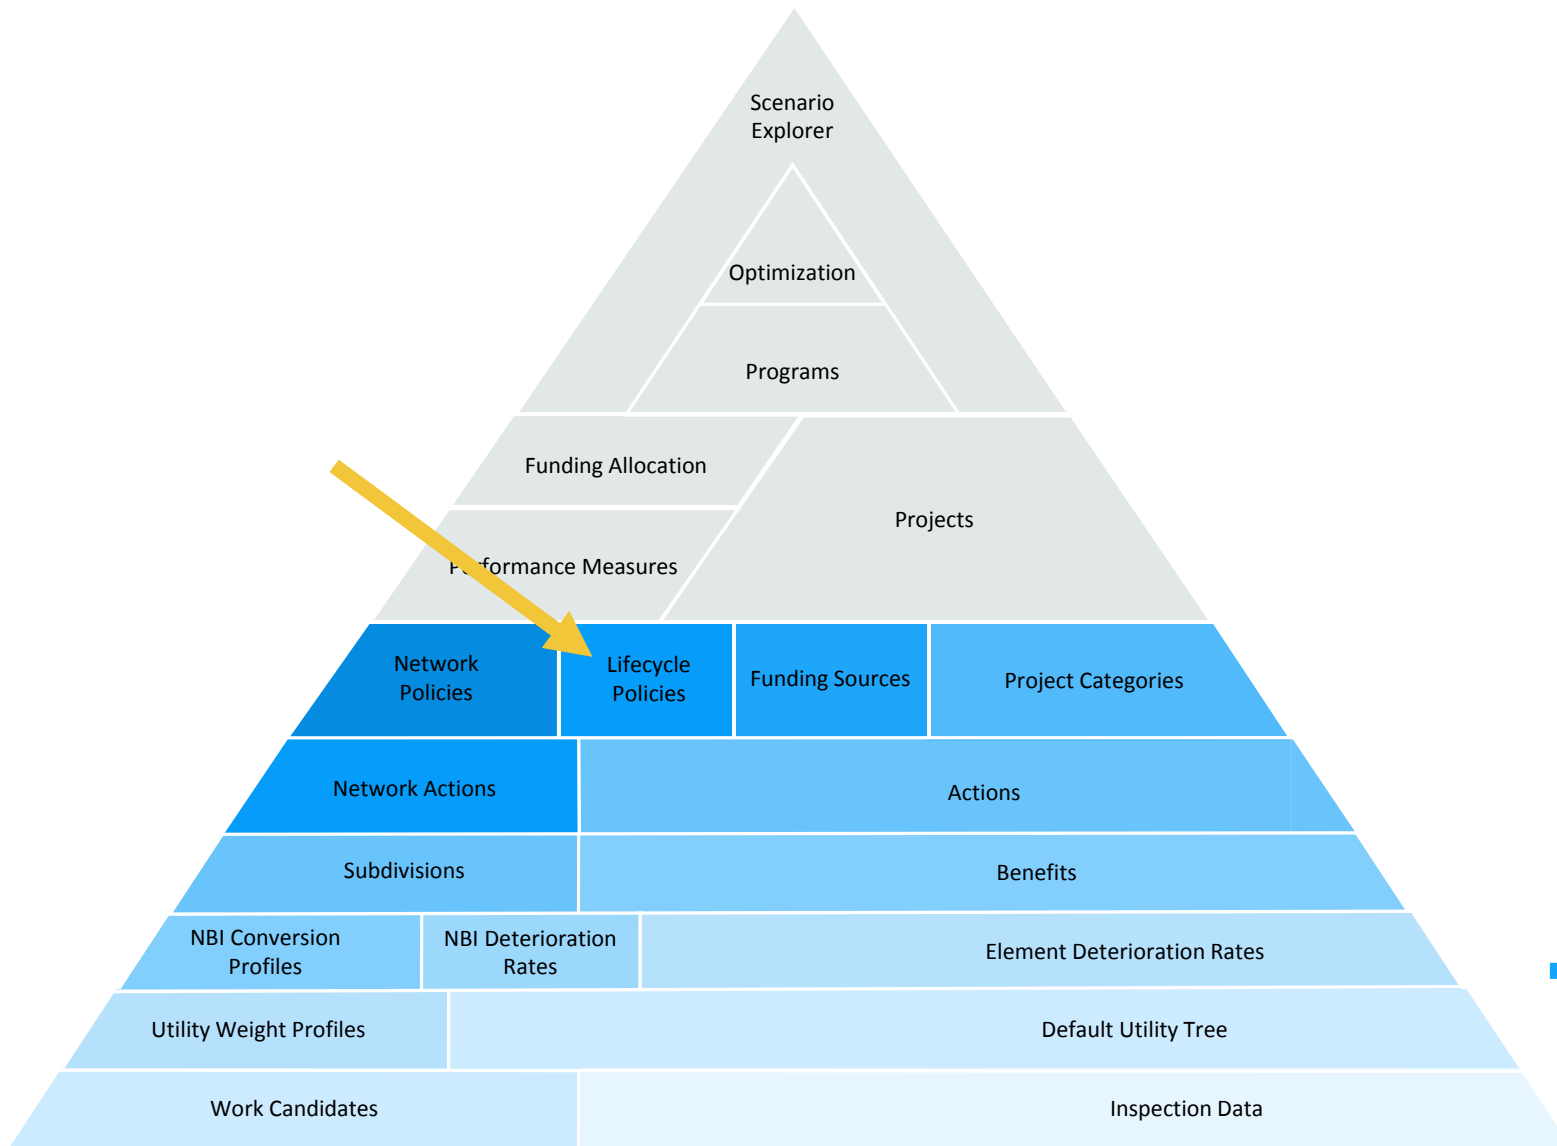 Scenario
Explorer
Optimization
Programs
Funding Allocation
Projects
Performance Measures
Network
Policies
Lifecycle
Policies
Funding Sources
Project Categories
Network Actions
Actions
Subdivisions
Benefits
NBI Conversion
Profiles
NBI Deterioration
Rates
Element Deterioration Rates
Utility Weight Profiles
Default Utility Tree
Work Candidates
Inspection Data